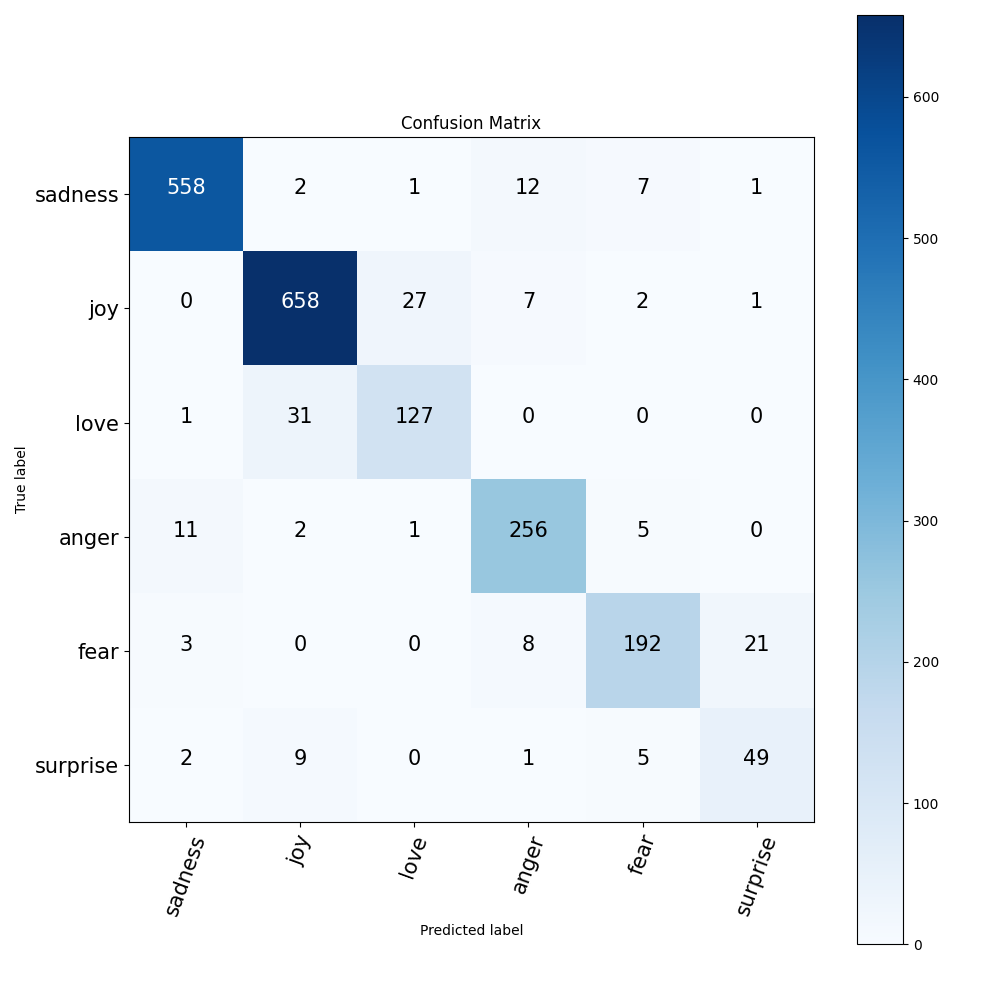 Confusion Matrix
sadness 558 2 1 12 7 1
joy 0 658 27 7 2 1
love 1 31 127 0 0 0
anger 11 2 1 256 5 0
fear 3 0 0 8 192 21
surprise 2 9 0 1 5 49
sadness joy love anger fear surprise
Predicted label
True label
600
500
400
300
200
100
0